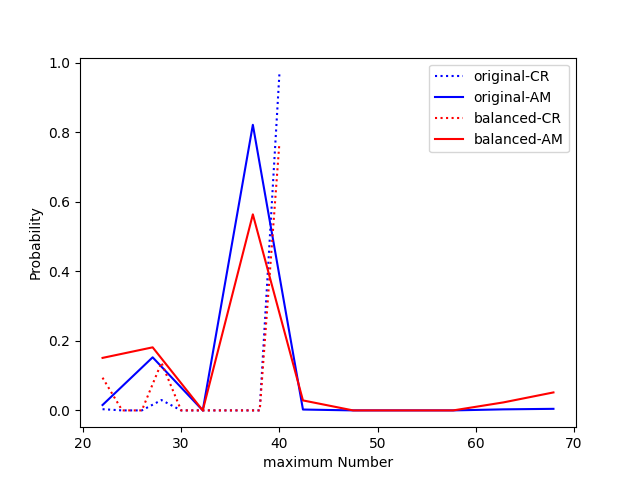 1.0
0.8
0.6
0.4
0.2
0.0
Probability
20 30 40 50 60 70
maximum Number
original-CR
original-AM
balanced-CR
balanced-AM